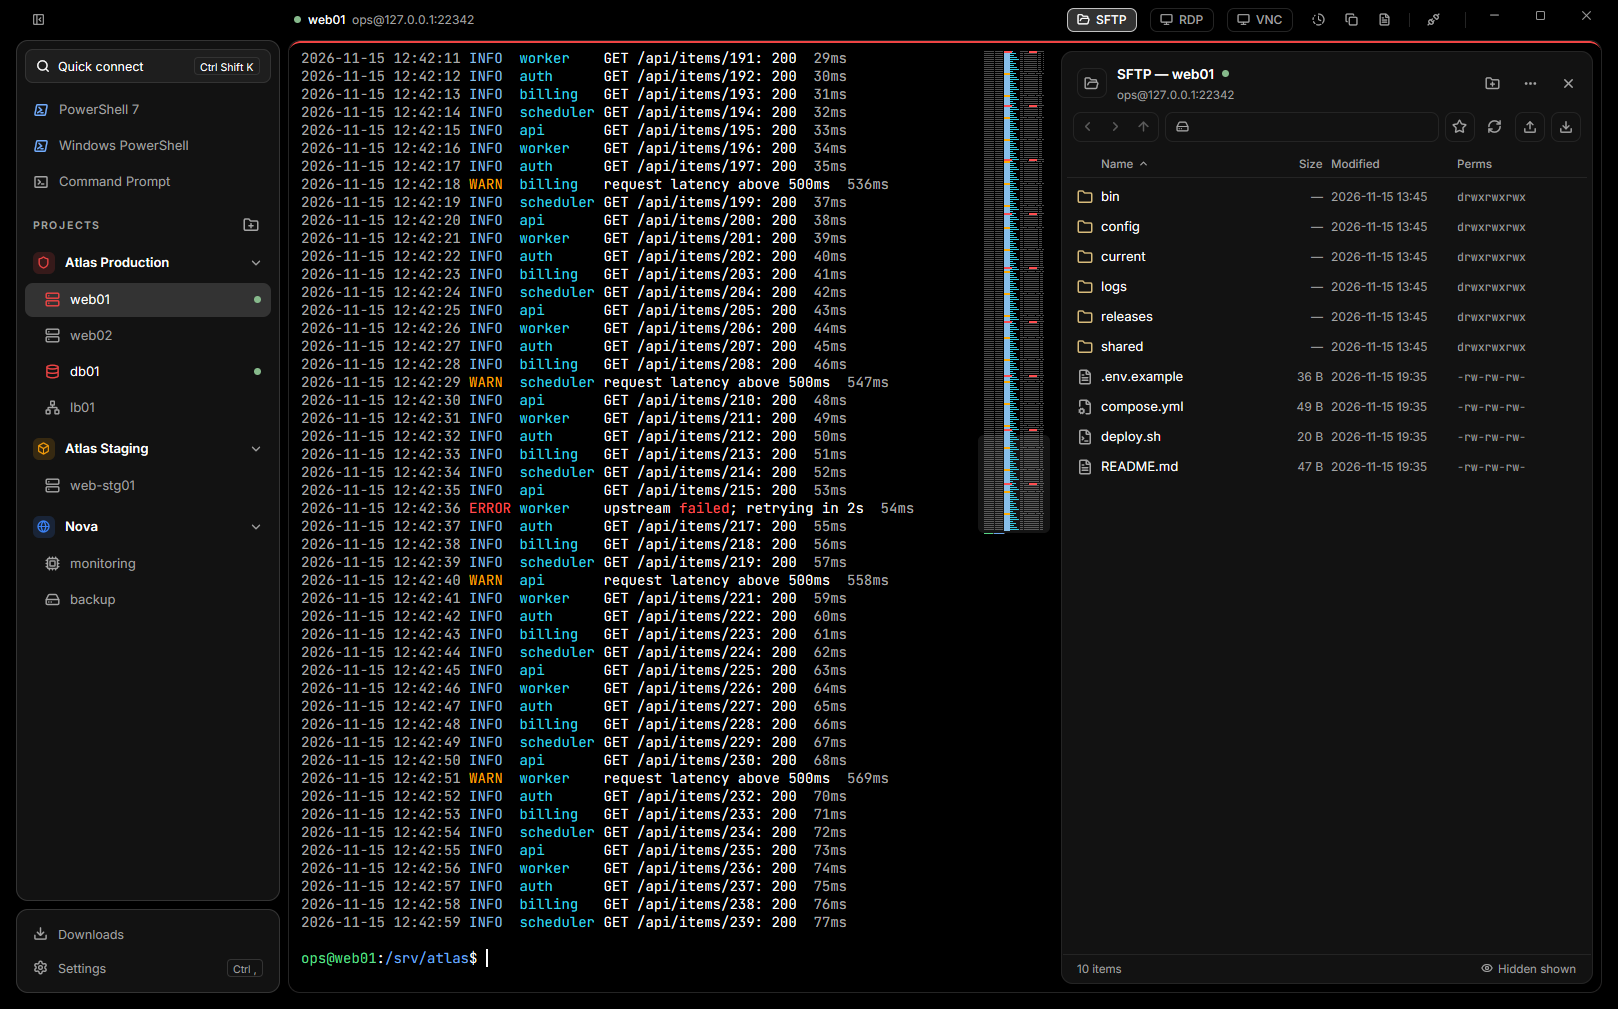 web01 ops@127.0.0.1:22342
SFTP
RDP
VNC
Quick connect Ctrl Shift K
PowerShell 7
Windows PowerShell
Command Prompt
PROJECTS
Atlas Production
web01
web02
db01
lb01
Atlas Staging
web-stg01
Nova
monitoring
backup
Downloads
Settings Ctrl ,
2026-11-15 12:42:11 INFO worker GET /api/items/191: 200 29ms
2026-11-15 12:42:12 INFO auth GET /api/items/192: 200 30ms
2026-11-15 12:42:13 INFO billing GET /api/items/193: 200 31ms
2026-11-15 12:42:14 INFO scheduler GET /api/items/194: 200 32ms
2026-11-15 12:42:15 INFO api GET /api/items/195: 200 33ms
2026-11-15 12:42:16 INFO worker GET /api/items/196: 200 34ms
2026-11-15 12:42:17 INFO auth GET /api/items/197: 200 35ms
2026-11-15 12:42:18 WARN billing request latency above 500ms 536ms
2026-11-15 12:42:19 INFO scheduler GET /api/items/199: 200 37ms
2026-11-15 12:42:20 INFO api GET /api/items/200: 200 38ms
2026-11-15 12:42:21 INFO worker GET /api/items/201: 200 39ms
2026-11-15 12:42:22 INFO auth GET /api/items/202: 200 40ms
2026-11-15 12:42:23 INFO billing GET /api/items/203: 200 41ms
2026-11-15 12:42:24 INFO scheduler GET /api/items/204: 200 42ms
2026-11-15 12:42:25 INFO api GET /api/items/205: 200 43ms
2026-11-15 12:42:26 INFO worker GET /api/items/206: 200 44ms
2026-11-15 12:42:27 INFO auth GET /api/items/207: 200 45ms
2026-11-15 12:42:28 INFO billing GET /api/items/208: 200 46ms
2026-11-15 12:42:29 WARN scheduler request latency above 500ms 547ms
2026-11-15 12:42:30 INFO api GET /api/items/210: 200 48ms
2026-11-15 12:42:31 INFO worker GET /api/items/211: 200 49ms
2026-11-15 12:42:32 INFO auth GET /api/items/212: 200 50ms
2026-11-15 12:42:33 INFO billing GET /api/items/213: 200 51ms
2026-11-15 12:42:34 INFO scheduler GET /api/items/214: 200 52ms
2026-11-15 12:42:35 INFO api GET /api/items/215: 200 53ms
2026-11-15 12:42:36 ERROR worker upstream failed; retrying in 2s 54ms
2026-11-15 12:42:37 INFO auth GET /api/items/217: 200 55ms
2026-11-15 12:42:38 INFO billing GET /api/items/218: 200 56ms
2026-11-15 12:42:39 INFO scheduler GET /api/items/219: 200 57ms
2026-11-15 12:42:40 WARN api request latency above 500ms 558ms
2026-11-15 12:42:41 INFO worker GET /api/items/221: 200 59ms
2026-11-15 12:42:42 INFO auth GET /api/items/222: 200 60ms
2026-11-15 12:42:43 INFO billing GET /api/items/223: 200 61ms
2026-11-15 12:42:44 INFO scheduler GET /api/items/224: 200 62ms
2026-11-15 12:42:45 INFO api GET /api/items/225: 200 63ms
2026-11-15 12:42:46 INFO worker GET /api/items/226: 200 64ms
2026-11-15 12:42:47 INFO auth GET /api/items/227: 200 65ms
2026-11-15 12:42:48 INFO billing GET /api/items/228: 200 66ms
2026-11-15 12:42:49 INFO scheduler GET /api/items/229: 200 67ms
2026-11-15 12:42:50 INFO api GET /api/items/230: 200 68ms
2026-11-15 12:42:51 WARN worker request latency above 500ms 569ms
2026-11-15 12:42:52 INFO auth GET /api/items/232: 200 70ms
2026-11-15 12:42:53 INFO billing GET /api/items/233: 200 71ms
2026-11-15 12:42:54 INFO scheduler GET /api/items/234: 200 72ms
2026-11-15 12:42:55 INFO api GET /api/items/235: 200 73ms
2026-11-15 12:42:56 INFO worker GET /api/items/236: 200 74ms
2026-11-15 12:42:57 INFO auth GET /api/items/237: 200 75ms
2026-11-15 12:42:58 INFO billing GET /api/items/238: 200 76ms
2026-11-15 12:42:59 INFO scheduler GET /api/items/239: 200 77ms
ops@web01:/srv/atlas$
SFTP — web01
ops@127.0.0.1:22342
Name Size Modified Perms
bin — 2026-11-15 13:45 drwxrwxrwx
config — 2026-11-15 13:45 drwxrwxrwx
current — 2026-11-15 13:45 drwxrwxrwx
logs — 2026-11-15 13:45 drwxrwxrwx
releases — 2026-11-15 13:45 drwxrwxrwx
shared — 2026-11-15 13:45 drwxrwxrwx
.env.example 36 B 2026-11-15 19:35 -rw-rw-rw-
compose.yml 49 B 2026-11-15 19:35 -rw-rw-rw-
deploy.sh 20 B 2026-11-15 19:35 -rw-rw-rw-
README.md 47 B 2026-11-15 19:35 -rw-rw-rw-
10 items
Hidden shown